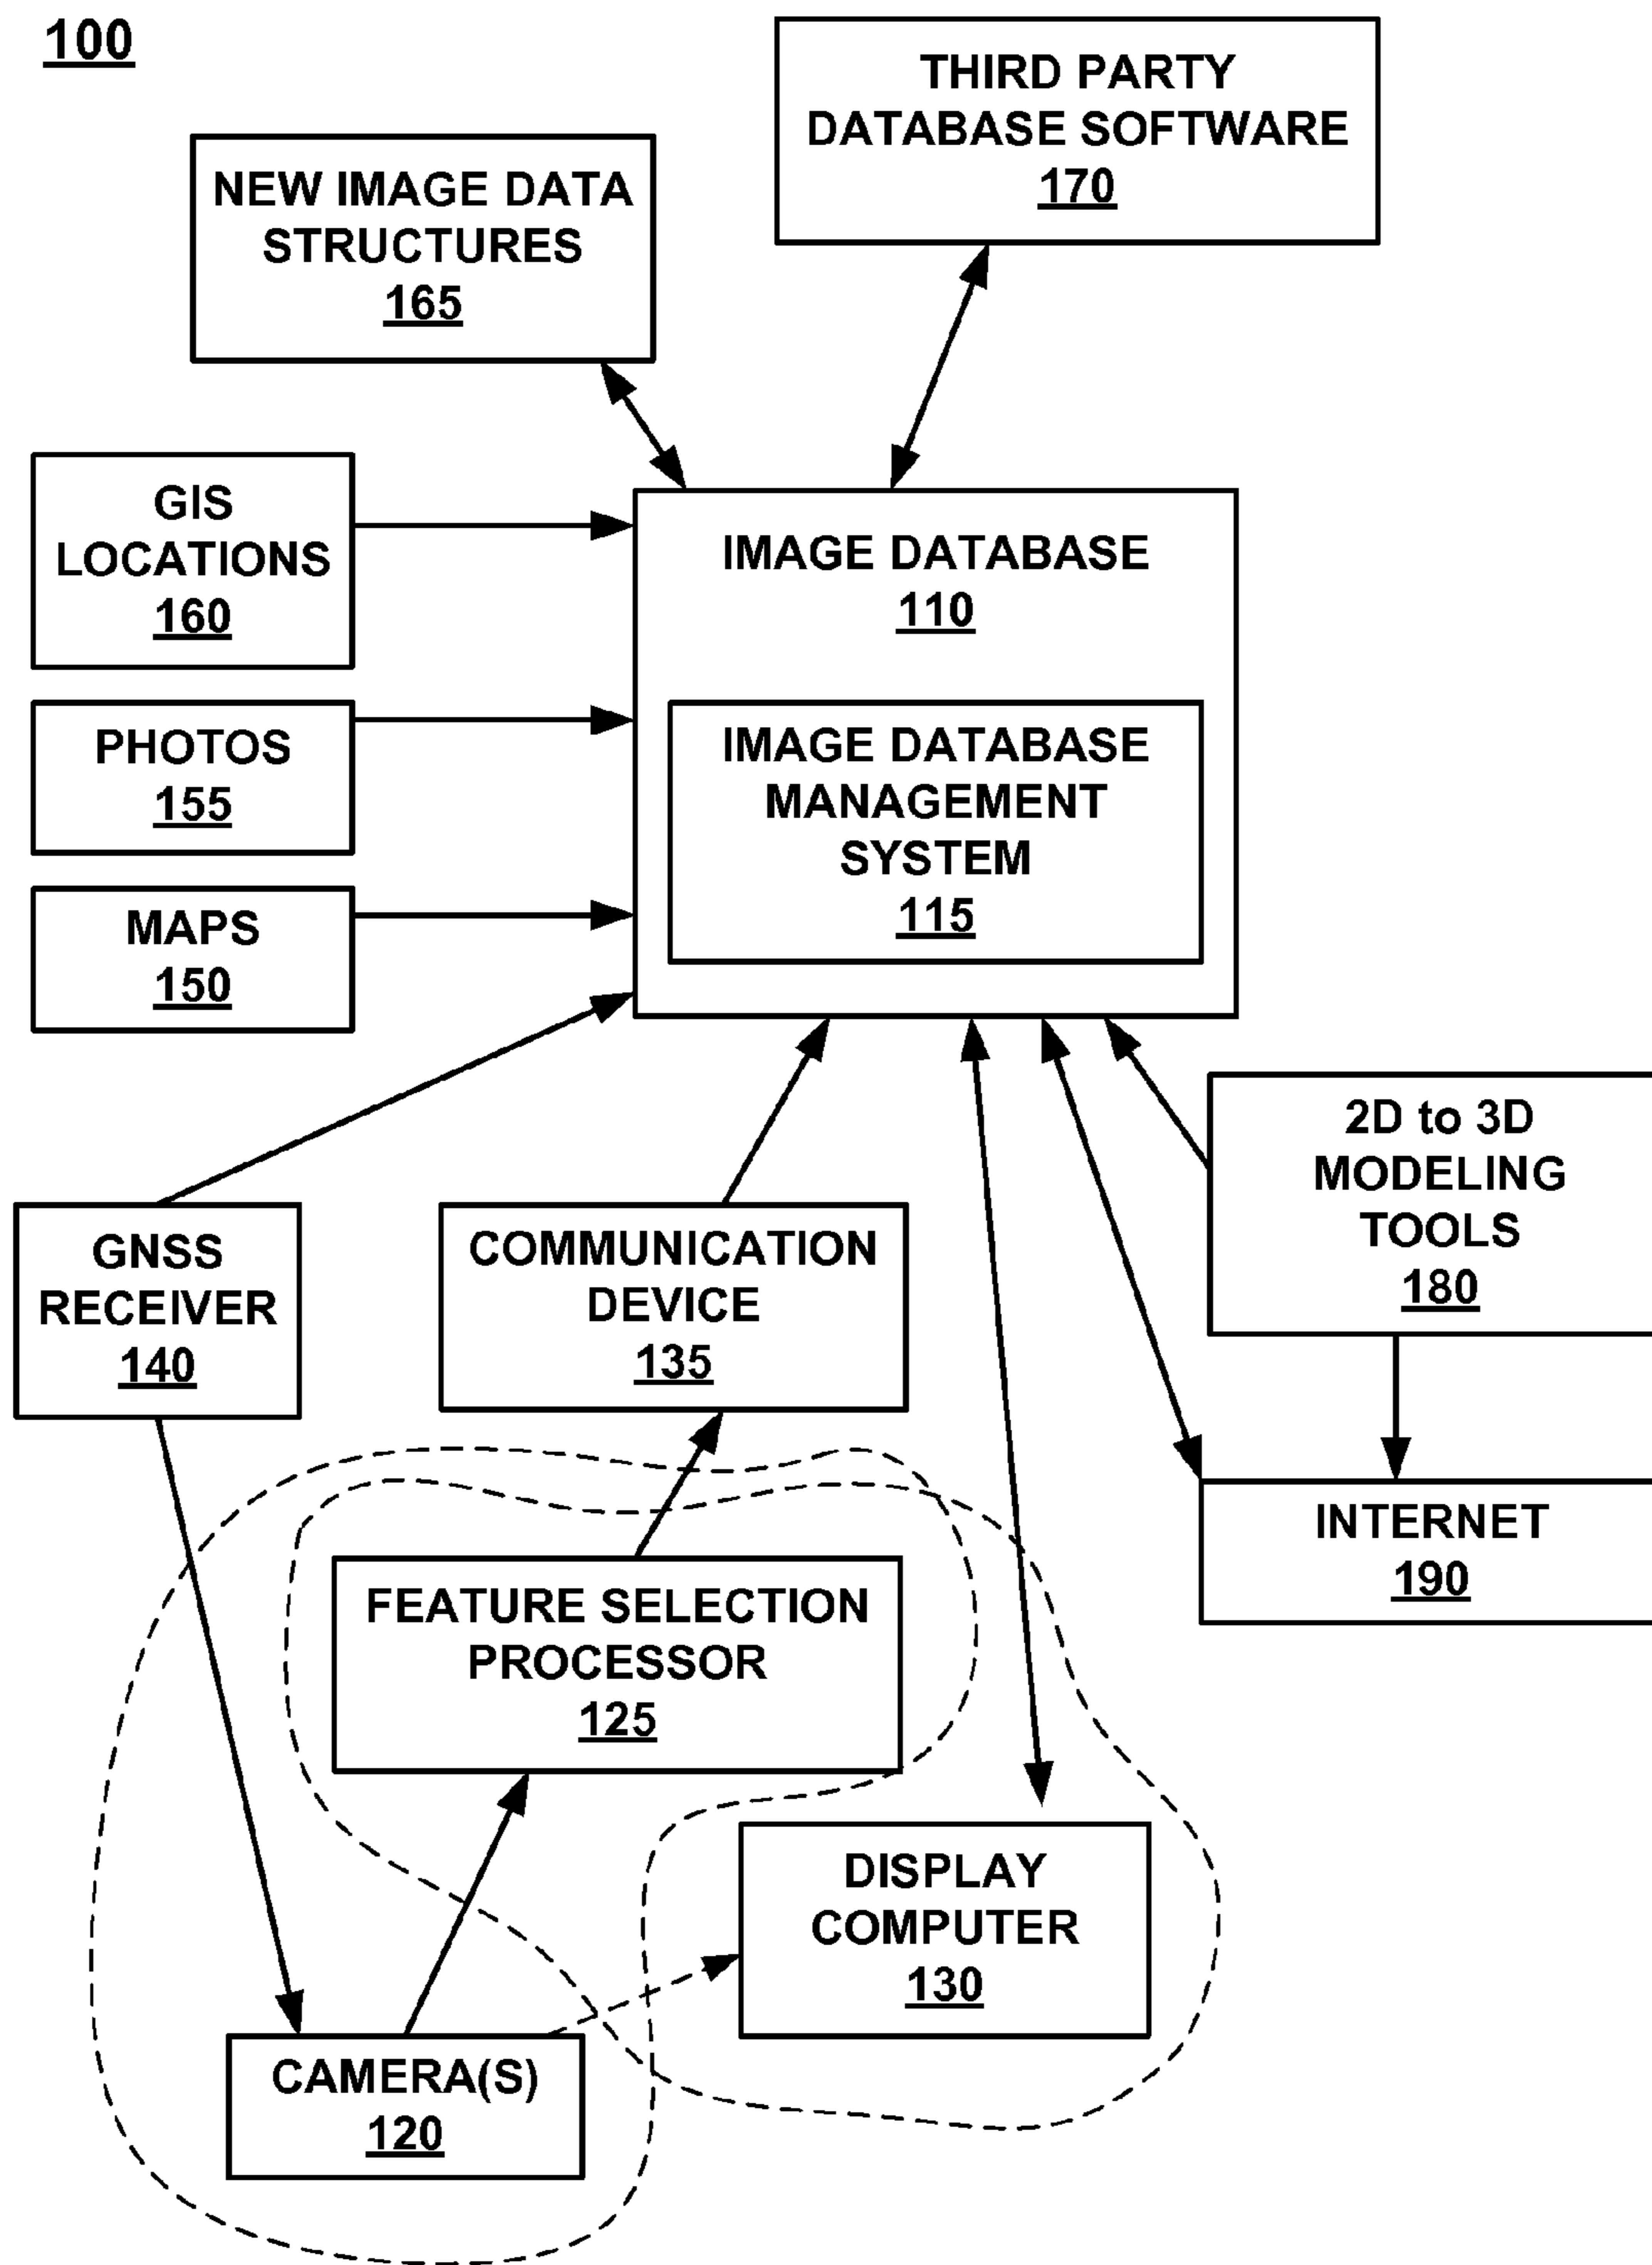 100
THIRD PARTY
DATABASE SOFTWARE
170
NEW IMAGE DATA
STRUCTURES
165
GIS
LOCATIONS
160
IMAGE DATABASE
110
PHOTOS
155
IMAGE DATABASE
MANAGEMENT
SYSTEM
115
MAPS
150
2D to 3D
MODELING
TOOLS
180
GNSS
RECEIVER
140
COMMUNICATION
DEVICE
135
INTERNET
190
FEATURE SELECTION
PROCESSOR
125
DISPLAY
COMPUTER
130
CAMERA(S)
120